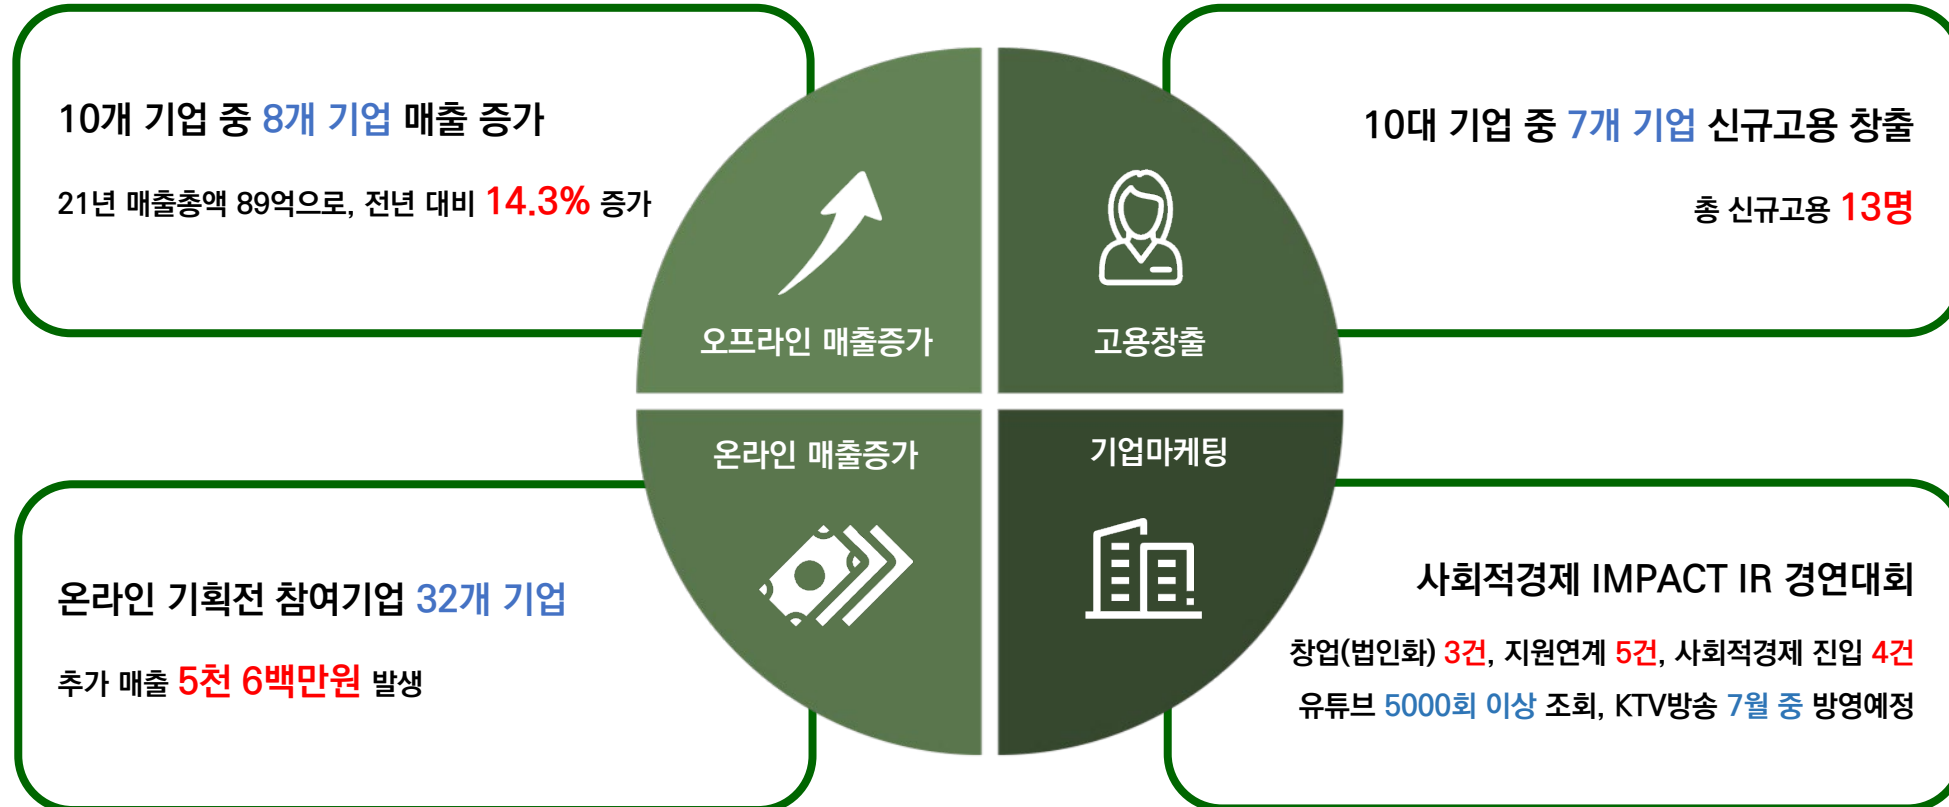 10개 기업 중 8개 기업 매출 증가
21년 매출총액 89억으로, 전년 대비 14.3% 증가
오프라인 매출증가
10대 기업 중 7개 기업 신규고용 창출
총 신규고용 13명
고용창출
온라인 매출증가
온라인 기획전 참여기업 32개 기업
추가 매출 5천 6백만원 발생
기업마케팅
사회적경제 IMPACT IR 경연대회
창업(법인화) 3건, 지원연계 5건, 사회적경제 진입 4건
유튜브 5000회 이상 조회, KTV방송 7월 중 방영예정